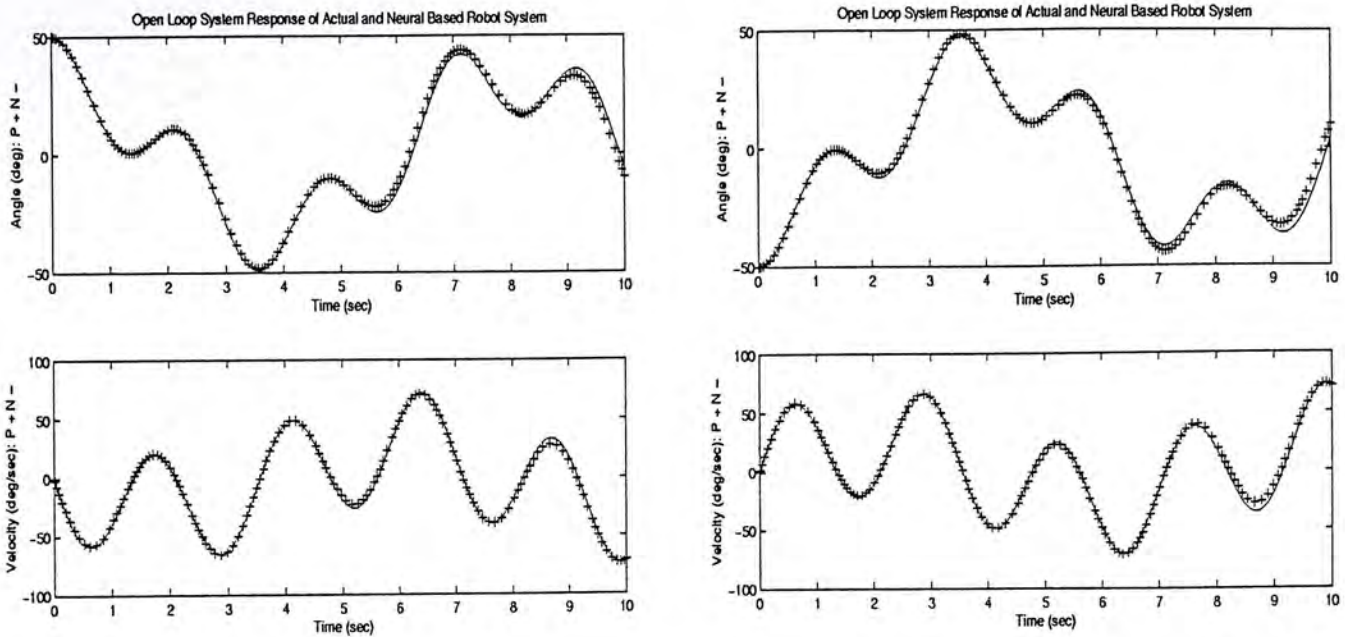 Open Loop System Response of Actual and Neural Based Robot System
50
0
−50
Angle (deg): P + N −
0 1 2 3 4 5 6 7 8 9 10
Time (sec)
100
50
0
−50
−100
Velocity (deg/sec): P + N −
0 1 2 3 4 5 6 7 8 9 10
Time (sec)
Open Loop System Response of Actual and Neural Based Robot System
50
0
−50
Angle (deg): P + N −
0 1 2 3 4 5 6 7 8 9 10
Time (sec)
100
50
0
−50
−100
Velocity (deg/sec): P + N −
0 1 2 3 4 5 6 7 8 9 10
Time (sec)